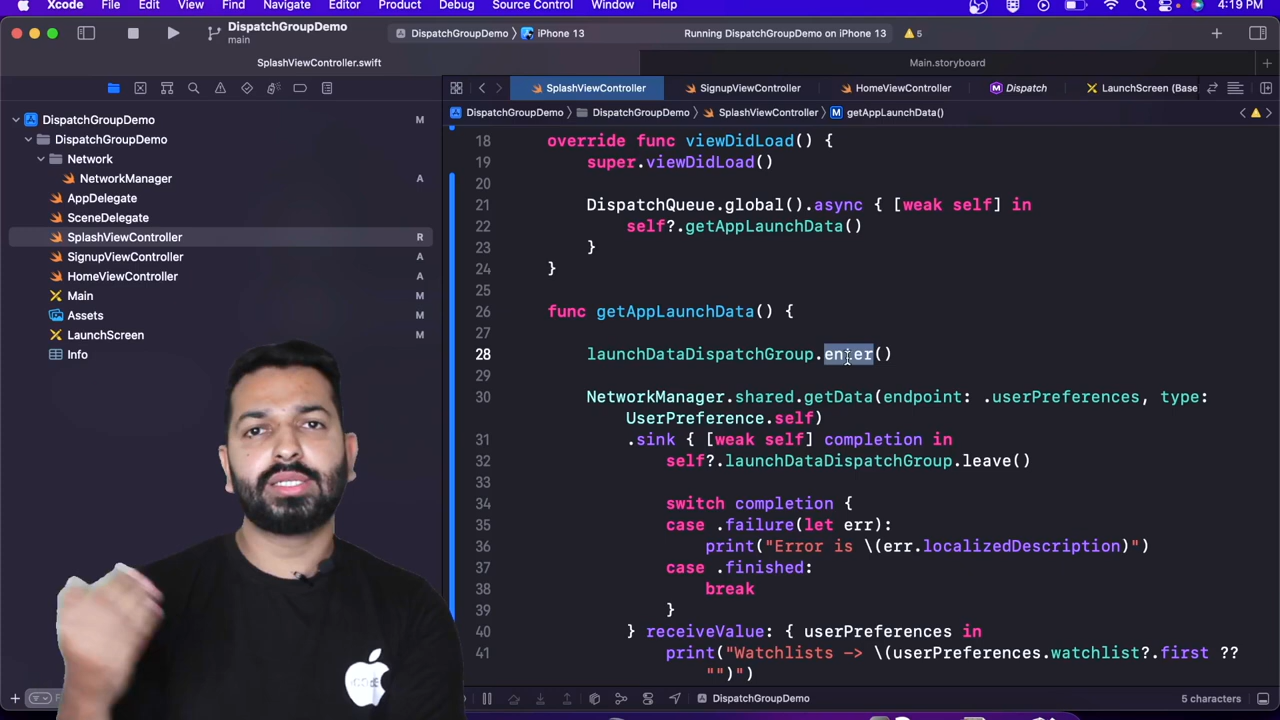 Xcode File Edit View Find Navigate Editor Product Debug Source Control Window Help 4:19 PM
DispatchGroupDemo
main
DispatchGroupDemo iPhone 13 Running DispatchGroupDemo on iPhone 13 5
SplashViewController.swift Main.storyboard
SplashViewController SignupViewController HomeViewController Dispatch LaunchScreen (Base
DispatchGroupDemo DispatchGroupDemo SplashViewController M getAppLaunchData()
DispatchGroupDemo M
DispatchGroupDemo
Network
NetworkManager A
AppDelegate
SceneDelegate
SplashViewController R
SignupViewController A
HomeViewController A
Main M
Assets M
LaunchScreen M
Info
18 override func viewDidLoad() {
19 super.viewDidLoad()
20
21 DispatchQueue.global().async { [weak self] in
22 self?.getAppLaunchData()
23 }
24 }
25
26 func getAppLaunchData() {
27
28 launchDataDispatchGroup.enter()
29
30 NetworkManager.shared.getData(endpoint: .userPreferences, type:
UserPreference.self)
31 .sink { [weak self] completion in
32 self?.launchDataDispatchGroup.leave()
33
34 switch completion {
35 case .failure(let err):
36 print("Error is \(err.localizedDescription)")
37 case .finished:
38 break
39 }
40 } receiveValue: { userPreferences in
41 print("Watchlists -> \(userPreferences.watchlist?.first ??
"")")
DispatchGroupDemo 5 characters